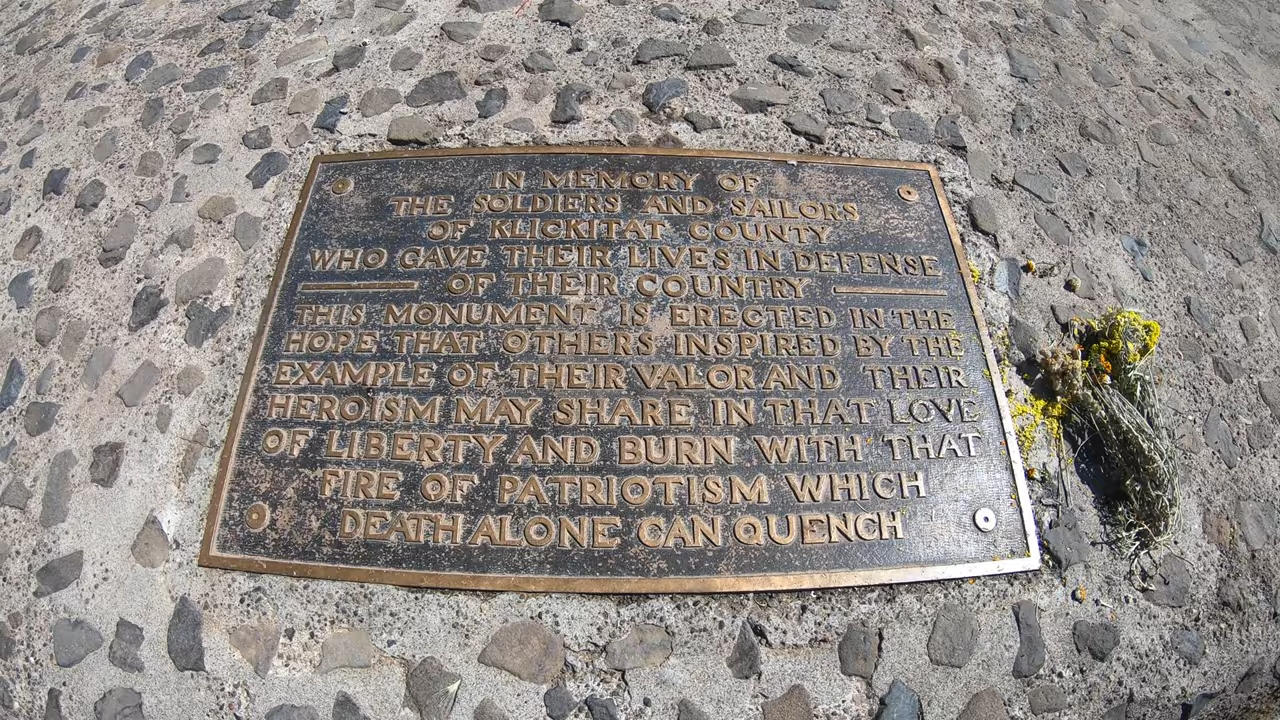 IN MEMORY OF
THE SOLDIERS AND SAILORS
OF KLICKITAT COUNTY
WHO GAVE THEIR LIVES IN DEFENSE
OF THEIR COUNTRY
THIS MONUMENT IS ERECTED IN THE
HOPE THAT OTHERS INSPIRED BY THE
EXAMPLE OF THEIR VALOR AND THEIR
HEROISM MAY SHARE IN THAT LOVE
OF LIBERTY AND BURN WITH THAT
FIRE OF PATRIOTISM WHICH
DEATH ALONE CAN QUENCH